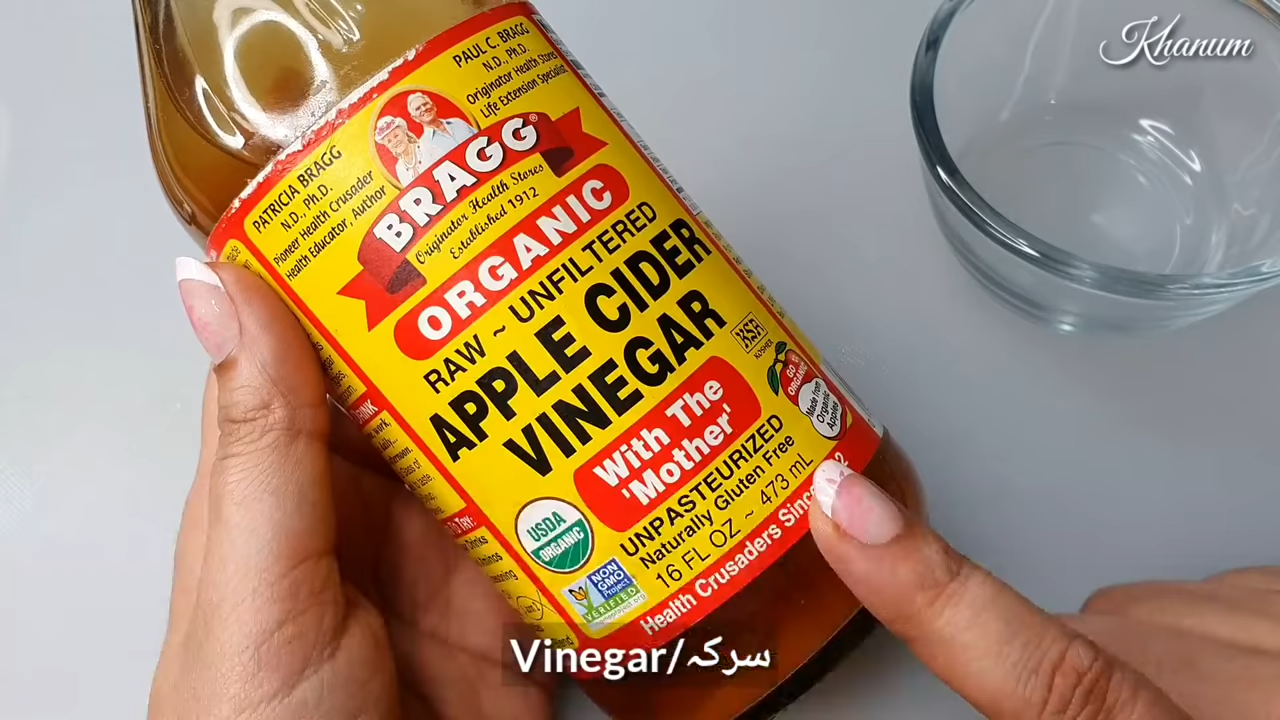 Khanum
PAUL C. BRAGG
N.D., Ph.D.
Originator Health Stores
Life Extension Specialist
PATRICIA BRAGG
N.D., Ph.D.
Pioneer Health Crusader
Health Educator, Author
BRAGG
Originator Health Stores
Established 1912
ORGANIC
RAW ~ UNFILTERED
APPLE CIDER
VINEGAR
KSA
KOSHER
GO
ORGANIC
Made from
Organic
Apples
With The
'Mother'
UNPASTEURIZED
Naturally Gluten Free
16 FL OZ ~ 473 mL
Health Crusaders Since
USDA
ORGANIC
NON
GMO
Project
VERIFIED
Vinegar/سرکہ